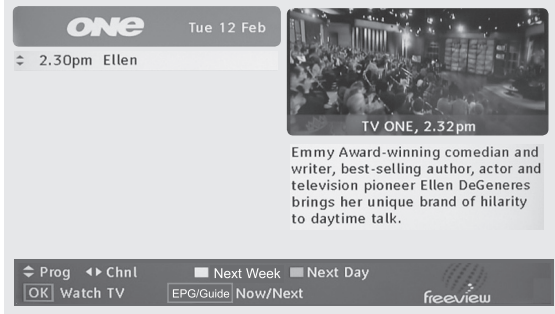 ONE Tue 12 Feb
2.30pm Ellen
TV ONE, 2.32pm
Emmy Award-winning comedian and
writer, best-selling author, actor and
television pioneer Ellen DeGeneres
brings her unique brand of hilarity
to daytime talk.
Prog Chnl Next Week Next Day
OK Watch TV EPG/Guide Now/Next
freeview